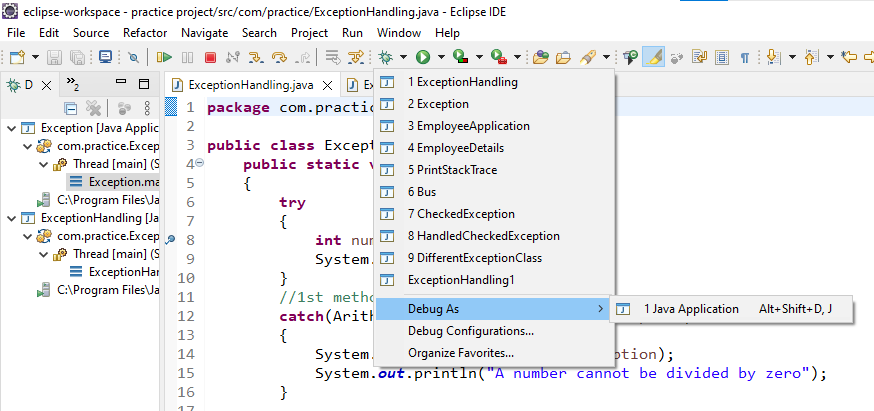 eclipse-workspace - practice project/src/com/practice/ExceptionHandling.java - Eclipse IDE
File Edit Source Refactor Navigate Search Project Run Window Help
D »2
ExceptionHandling.java
Exception [Java Applic
com.practice.Excep
Thread [main] (S
Exception.ma
C:\Program Files\Ja
ExceptionHandling [Ja
com.practice.Excep
Thread [main] (S
ExceptionHan
C:\Program Files\Ja
1 package com.practic
2
3 public class Except
4 public static v
5 {
6 try
7 {
8 int num
9 System.
10 }
11 //1st metho
12 catch(Arith
13 {
14 System. ption);
15 System.out.println("A number cannot be divided by zero");
16 }
17
1 ExceptionHandling
2 Exception
3 EmployeeApplication
4 EmployeeDetails
5 PrintStackTrace
6 Bus
7 CheckedException
8 HandledCheckedException
9 DifferentExceptionClass
ExceptionHandling1
Debug As
Debug Configurations...
Organize Favorites...
1 Java Application Alt+Shift+D, J